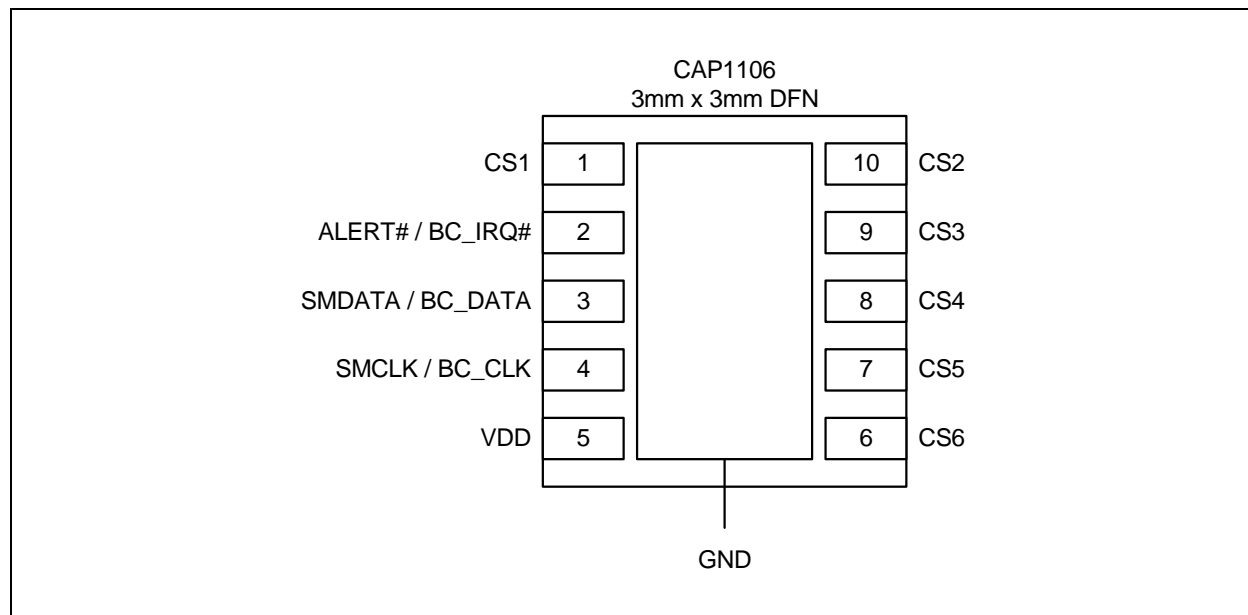 CAP1106
3mm x 3mm DFN
CS1 1 10 CS2
ALERT# / BC_IRQ# 2 9 CS3
SMDATA / BC_DATA 3 8 CS4
SMCLK / BC_CLK 4 7 CS5
VDD 5 6 CS6
GND